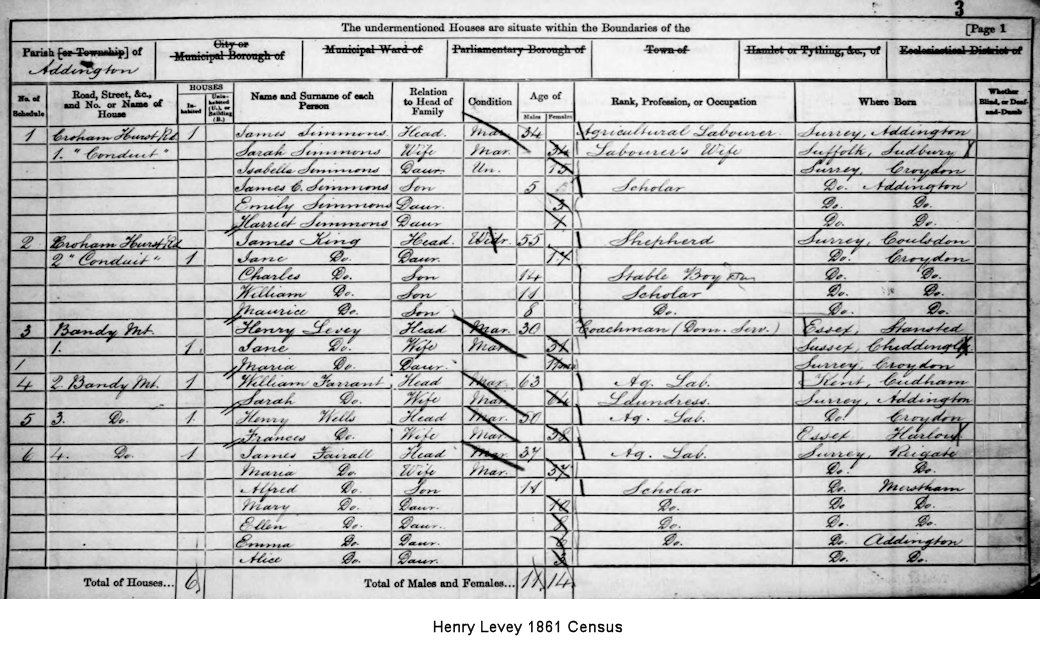 3
The undermentioned Houses are situate within the Boundaries of the [Page 1
Parish [or Township] of City or Municipal Borough of Municipal Ward of Parliamentary Borough of Town of Hamlet or Tything, &c., of Ecclesiastical District of
Addington
No. of Schedule Road, Street, &c., and No. or Name of House HOUSES Inhabited Uninhabited (U.), or Building (B.) Name and Surname of each Person Relation to Head of Family Condition Age of Males Females Rank, Profession, or Occupation Where Born Whether Blind, or Deaf-and-Dumb
1 Croham Hurst Rd 1 James Simmons Head Mar. 34 Agricultural Labourer Surrey, Addington
1. "Conduit" Sarah Simmons Wife Mar. 34 Labourer's Wife Suffolk, Sudbury
Isabella Simmons Daur. Un. 15 Surrey, Croydon
James C. Simmons Son 5 Scholar Do. Addington
Emily Simmons Daur. 3 Do. Do.
Harriet Simmons Daur Do. Do.
2 Croham Hurst Rd James King Head. Widr. 55 Shepherd Surrey, Coulsdon
2 "Conduit" 1 Jane Do. Daur. 17 Do. Croydon
Charles Do. Son 14 Stable Boy Do. Do.
William Do. Son 11 Scholar Do. Do.
Maurice Do. Son 8 Do. Do. Do.
3 Bandy Mt. Henry Levey Head Mar. 30 Coachman (Dom. Serv.) Essex, Stansted
1. 1 Jane Do. Wife Mar. 31 Sussex,
1 Maria Do. Daur. Surrey, Croydon
4 2 Bandy Mt. 1 William Farrant Head Mar. 63 Ag. Lab. Kent, Cudham
Sarah Do. Wife Mar. 64 Laundress. Surrey, Addington
5 3. Do. 1 Henry Wells Head Mar. 50 Ag. Lab. Do Croydon
Frances Do. Wife Mar. 38 Essex Harlow
6 4. Do. 1 James Fairall Head Mar. 37 Ag. Lab. Surrey, Reigate
Maria Do. Wife Mar. 37 Do. Do.
Alfred Do. Son 11 Scholar Do. Merstham
Mary Do. Daur. 10 Do. Do Do.
Ellen Do. Daur. 8 Do. Do. Do.
Emma Do. Daur. Do. Do. Addington
Alice Do. Daur. 3 Do. Do.
Total of Houses... 6 Total of Males and Females... 11 14
Henry Levey 1861 Census